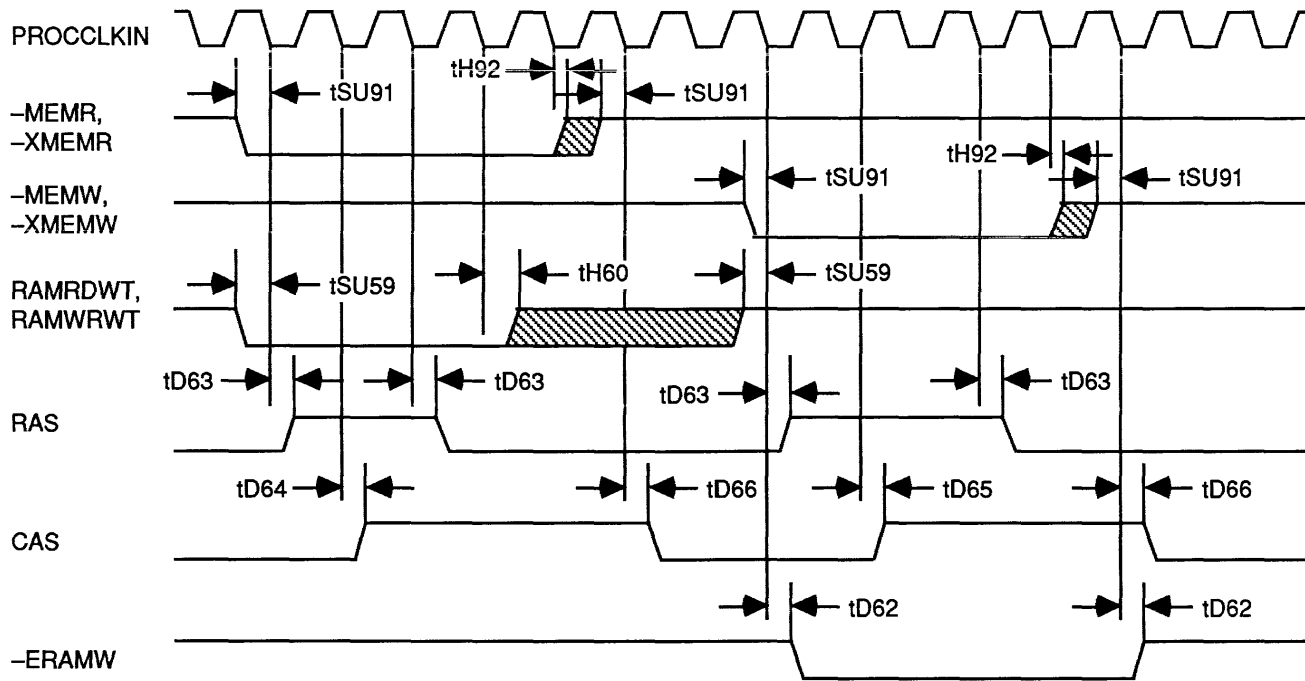 PROCCLKIN
tH92
tSU91
tSU91
–MEMR,
–XMEMR
tH92
tSU91
tSU91
–MEMW,
–XMEMW
tSU59
tH60
tSU59
RAMRDWT,
RAMWRWT
tD63
tD63
tD63
tD63
RAS
tD64
tD66
tD65
tD66
CAS
tD62
tD62
–ERAMW